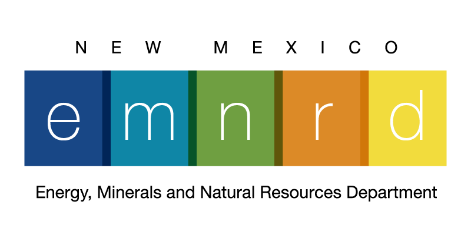 NEW MEXICO
emnrd
Energy, Minerals and Natural Resources Department